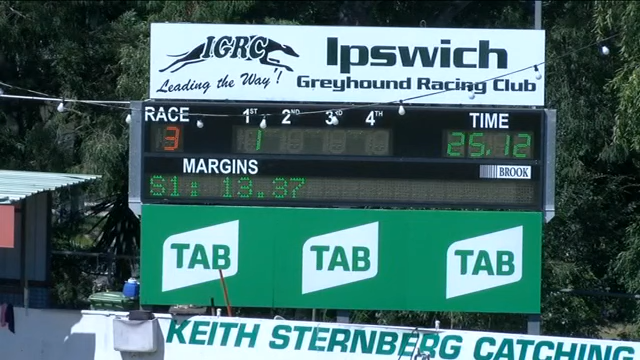 IGRC
Leading the Way!
Ipswich
Greyhound Racing Club
RACE 1ST 2ND 3RD 4TH TIME
3 1 25.12
MARGINS
BROOK
S1: 13.37
TAB TAB TAB
KEITH STERNBERG CATCHING